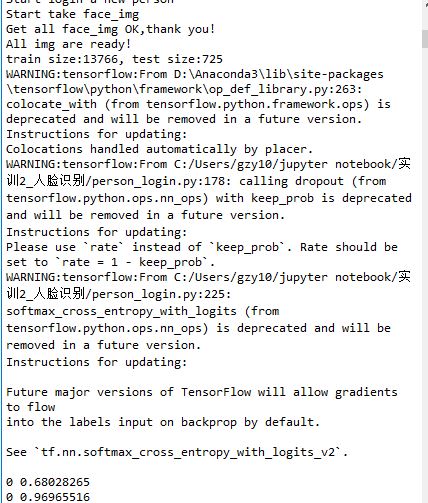 Start login a new person
Start take face_img
Get all face_img OK,thank you!
All img are ready!
train size:13766, test size:725
WARNING:tensorflow:From D:\Anaconda3\lib\site-packages
\tensorflow\python\framework\op_def_library.py:263:
colocate_with (from tensorflow.python.framework.ops) is
deprecated and will be removed in a future version.
Instructions for updating:
Colocations handled automatically by placer.
WARNING:tensorflow:From C:/Users/gzy10/jupyter notebook/实
训2_人脸识别/person_login.py:178: calling dropout (from
tensorflow.python.ops.nn_ops) with keep_prob is deprecated
and will be removed in a future version.
Instructions for updating:
Please use `rate` instead of `keep_prob`. Rate should be
set to `rate = 1 - keep_prob`.
WARNING:tensorflow:From C:/Users/gzy10/jupyter notebook/实
训2_人脸识别/person_login.py:225:
softmax_cross_entropy_with_logits (from
tensorflow.python.ops.nn_ops) is deprecated and will be
removed in a future version.
Instructions for updating:
Future major versions of TensorFlow will allow gradients
to flow
into the labels input on backprop by default.
See `tf.nn.softmax_cross_entropy_with_logits_v2`.
0 0.68028265
0 0.96965516